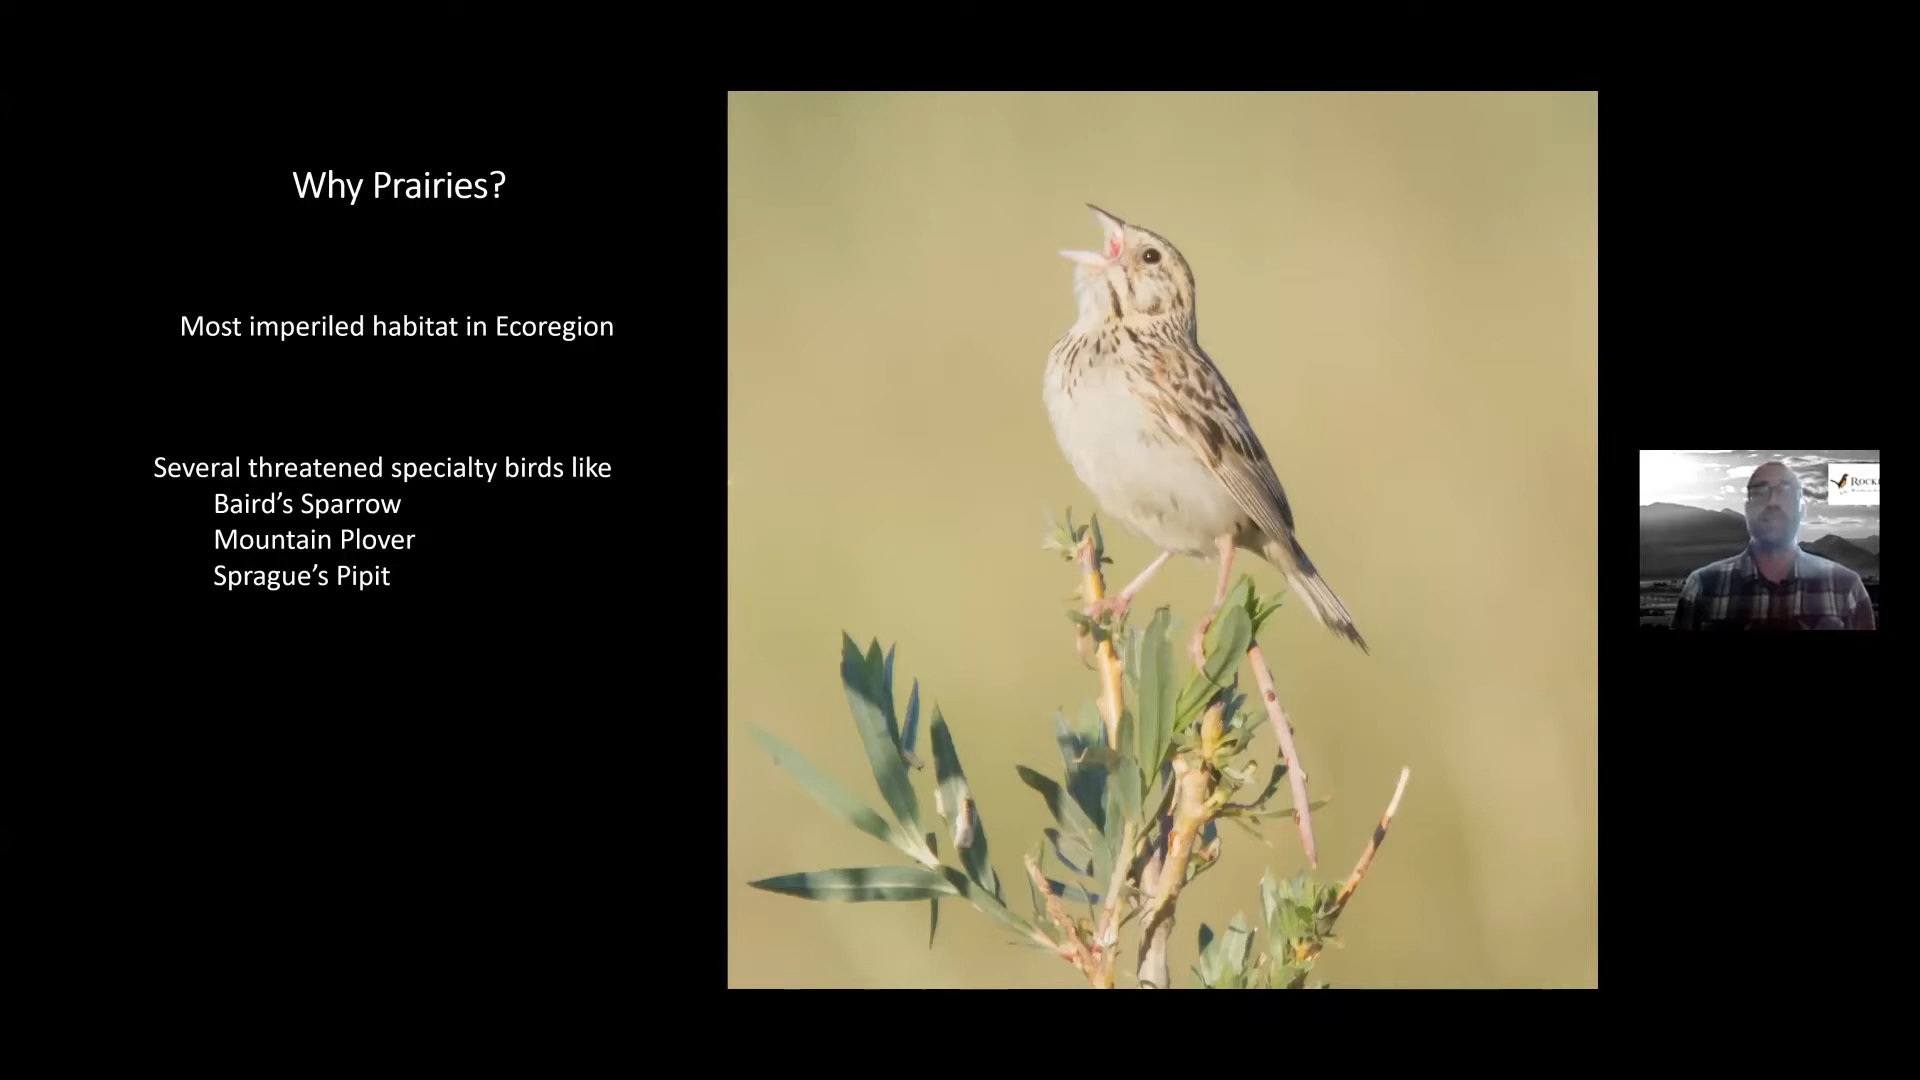 Why Prairies?
Most imperiled habitat in Ecoregion
Several threatened specialty birds like
Baird’s Sparrow
Mountain Plover
Sprague’s Pipit